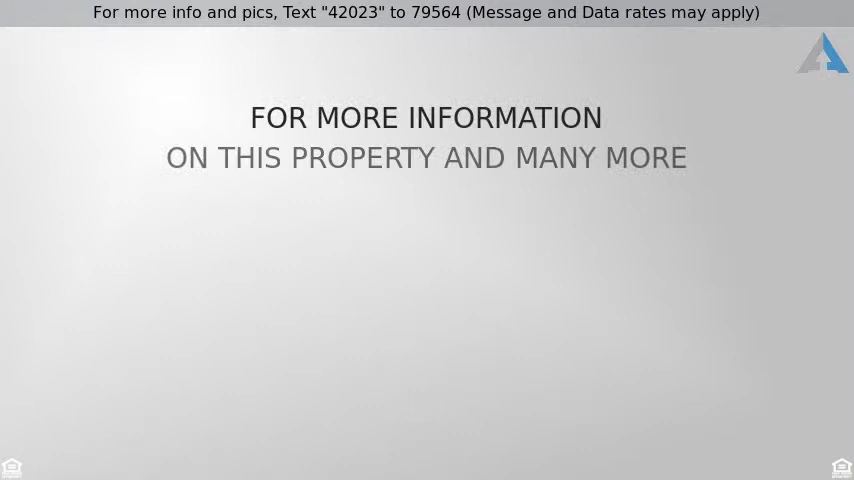 For more info and pics, Text "42023" to 79564 (Message and Data rates may apply)
FOR MORE INFORMATION
ON THIS PROPERTY AND MANY MORE